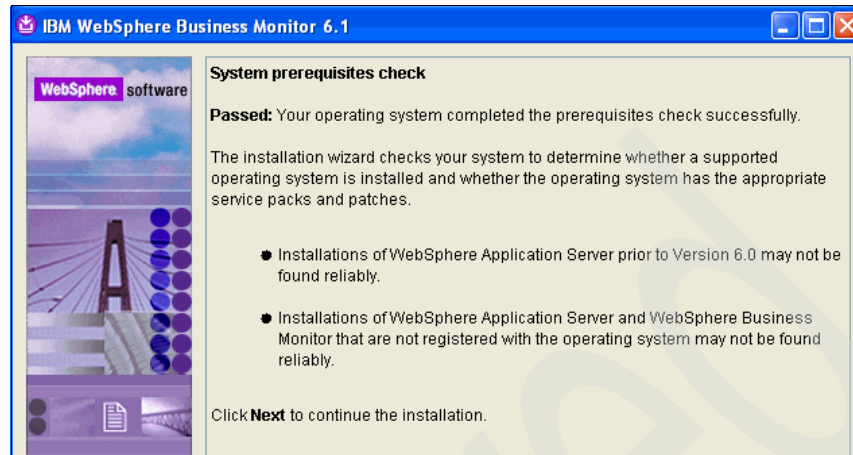 IBM WebSphere Business Monitor 6.1
WebSphere. software
System prerequisites check
Passed: Your operating system completed the prerequisites check successfully.
The installation wizard checks your system to determine whether a supported
operating system is installed and whether the operating system has the appropriate
service packs and patches.
● Installations of WebSphere Application Server prior to Version 6.0 may not be
found reliably.
● Installations of WebSphere Application Server and WebSphere Business
Monitor that are not registered with the operating system may not be found
reliably.
Click Next to continue the installation.